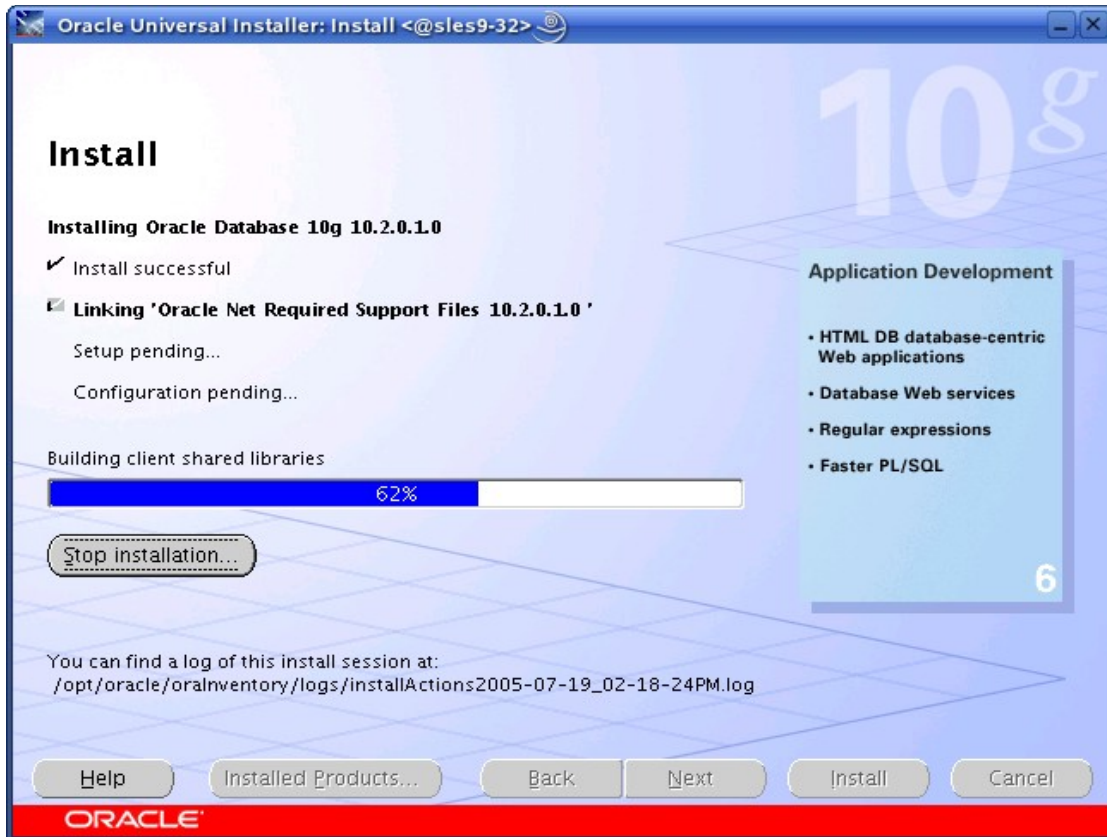 Oracle Universal Installer: Install <@sles9-32>
10g
Install
Installing Oracle Database 10g 10.2.0.1.0
Install successful
Linking 'Oracle Net Required Support Files 10.2.0.1.0 '
Setup pending...
Configuration pending...
Building client shared libraries
62%
Stop installation...
Application Development
• HTML DB database-centric
Web applications
• Database Web services
• Regular expressions
• Faster PL/SQL
6
You can find a log of this install session at:
/opt/oracle/oraInventory/logs/installActions2005-07-19_02-18-24PM.log
Help
Installed Products...
Back
Next
Install
Cancel
ORACLE